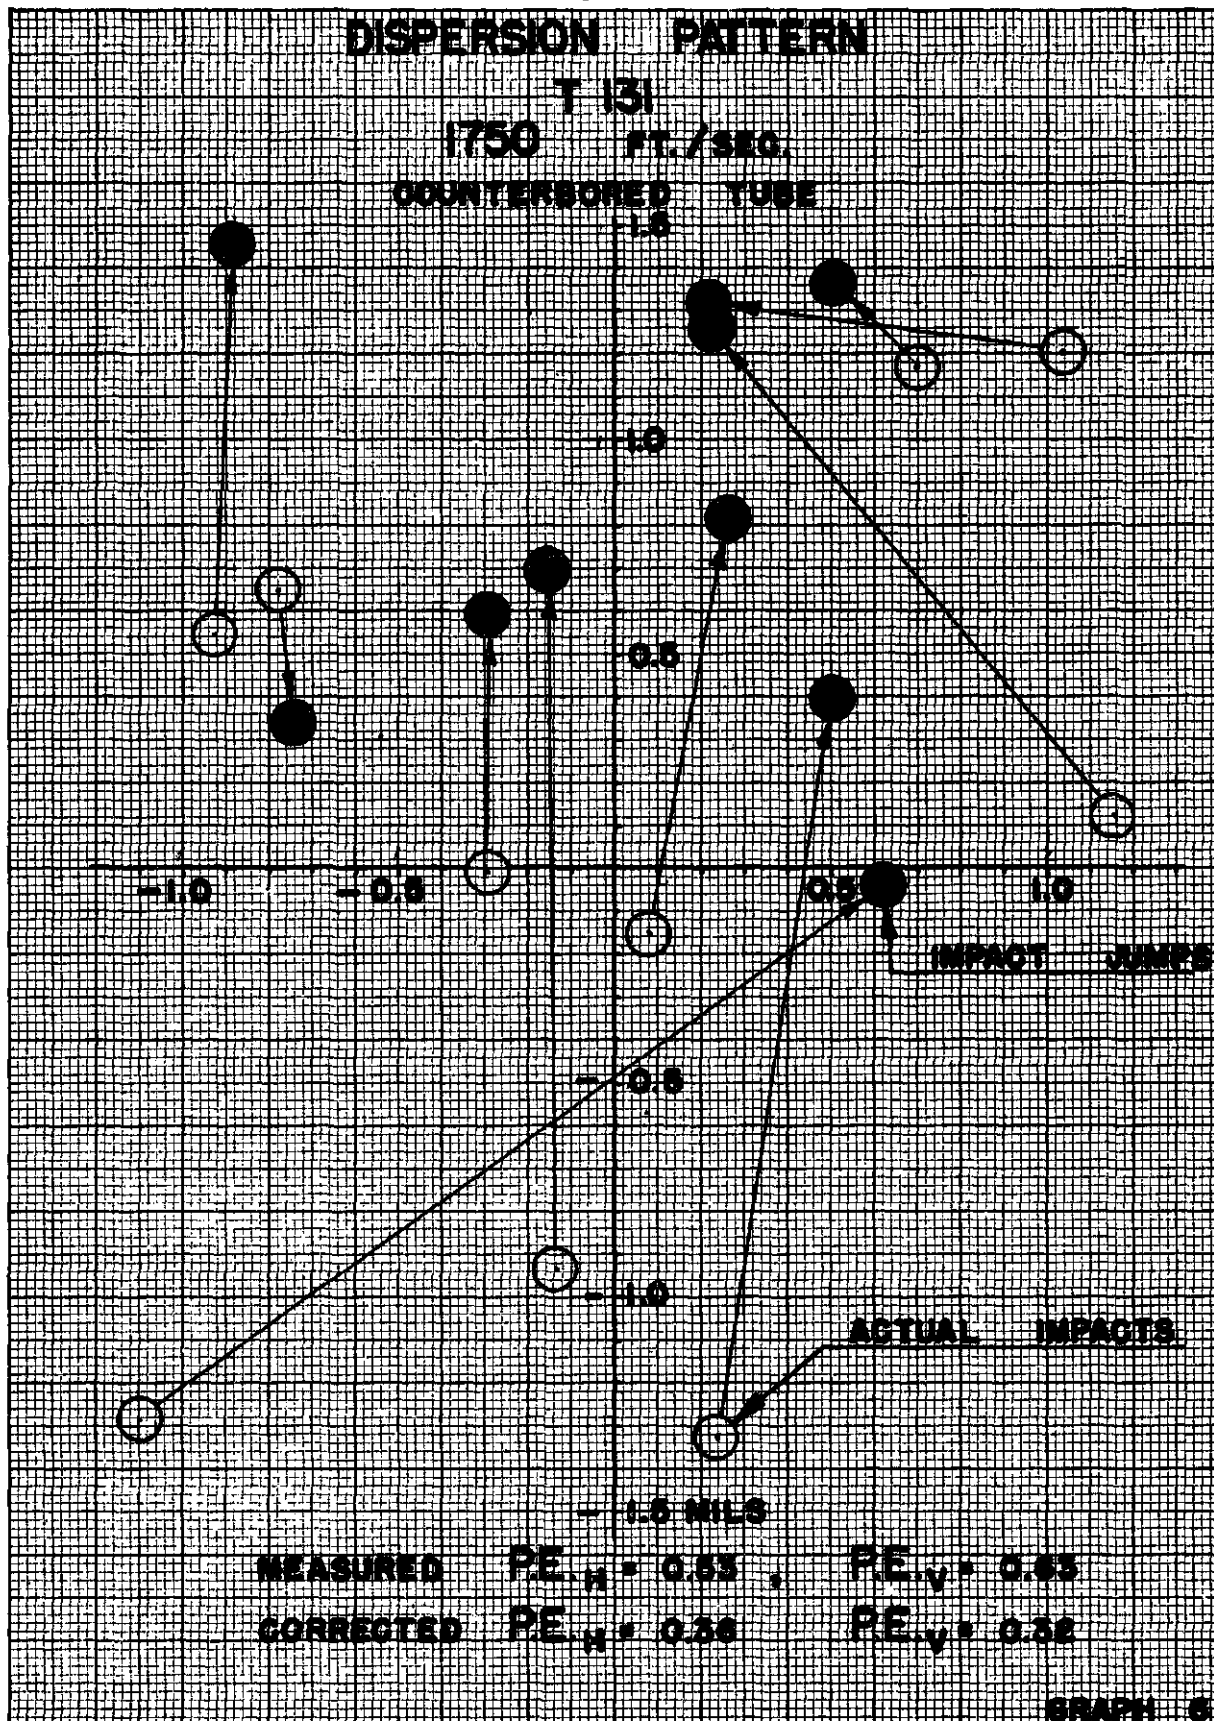 DISPERSION PATTERN
T 131
1750 FT./SEC.
COUNTERBORED TUBE
1.5
1.0
0.5
-1.0 -0.5 0.5 1.0
IMPACT JUMPS
-0.5
-1.0
ACTUAL IMPACTS
-1.5 MILS
MEASURED P.E.H = 0.53 , P.E.V = 0.63
CORRECTED P.E.H = 0.36 P.E.V = 0.32
GRAPH